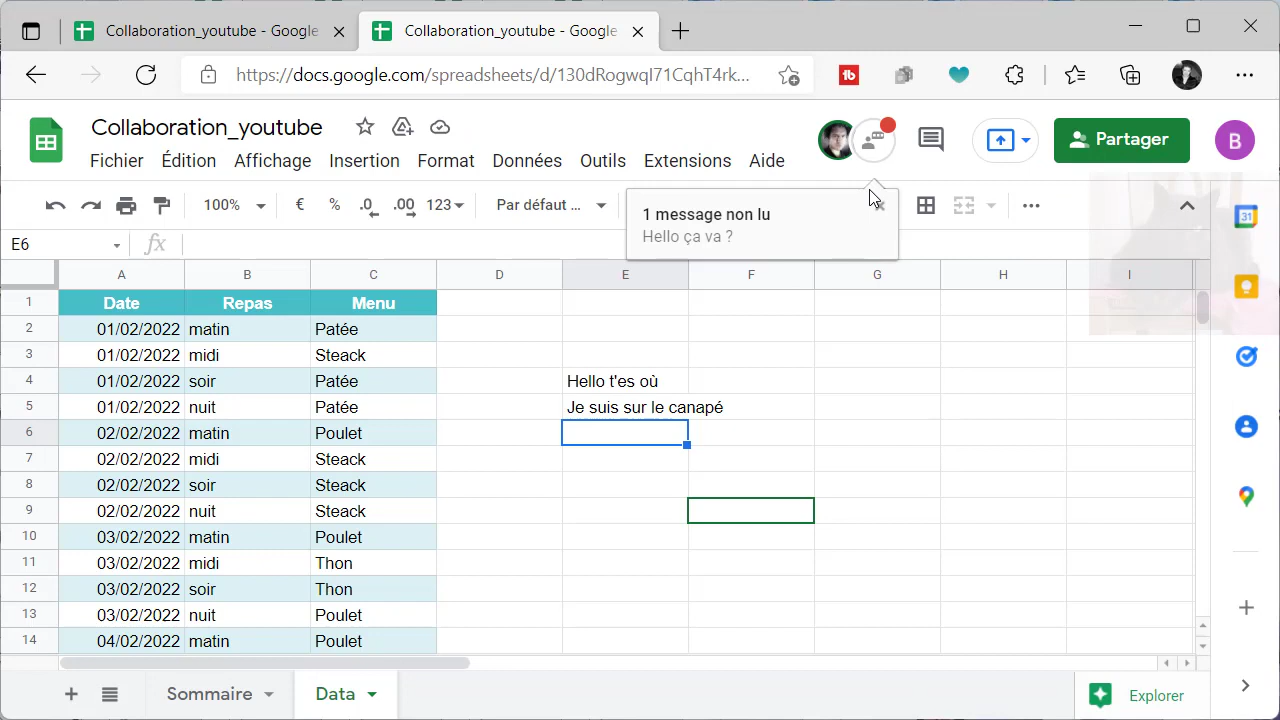 Collaboration_youtube - Google
Collaboration_youtube - Google
https://docs.google.com/spreadsheets/d/130dRogwqI71CqhT4rk...
Collaboration_youtube
Partager
B
Fichier Édition Affichage Insertion Format Données Outils Extensions Aide
100% € % .0 .00 123 Par défaut ...
1 message non lu
Hello ça va ?
E6 fx
31
A B C D E F G H I
1 Date Repas Menu
2 01/02/2022 matin Patée
3 01/02/2022 midi Steack
4 01/02/2022 soir Patée Hello t'es où
5 01/02/2022 nuit Patée Je suis sur le canapé
6 02/02/2022 matin Poulet
7 02/02/2022 midi Steack
8 02/02/2022 soir Steack
9 02/02/2022 nuit Steack
10 03/02/2022 matin Poulet
11 03/02/2022 midi Thon
12 03/02/2022 soir Thon
13 03/02/2022 nuit Poulet
14 04/02/2022 matin Poulet
Sommaire Data Explorer